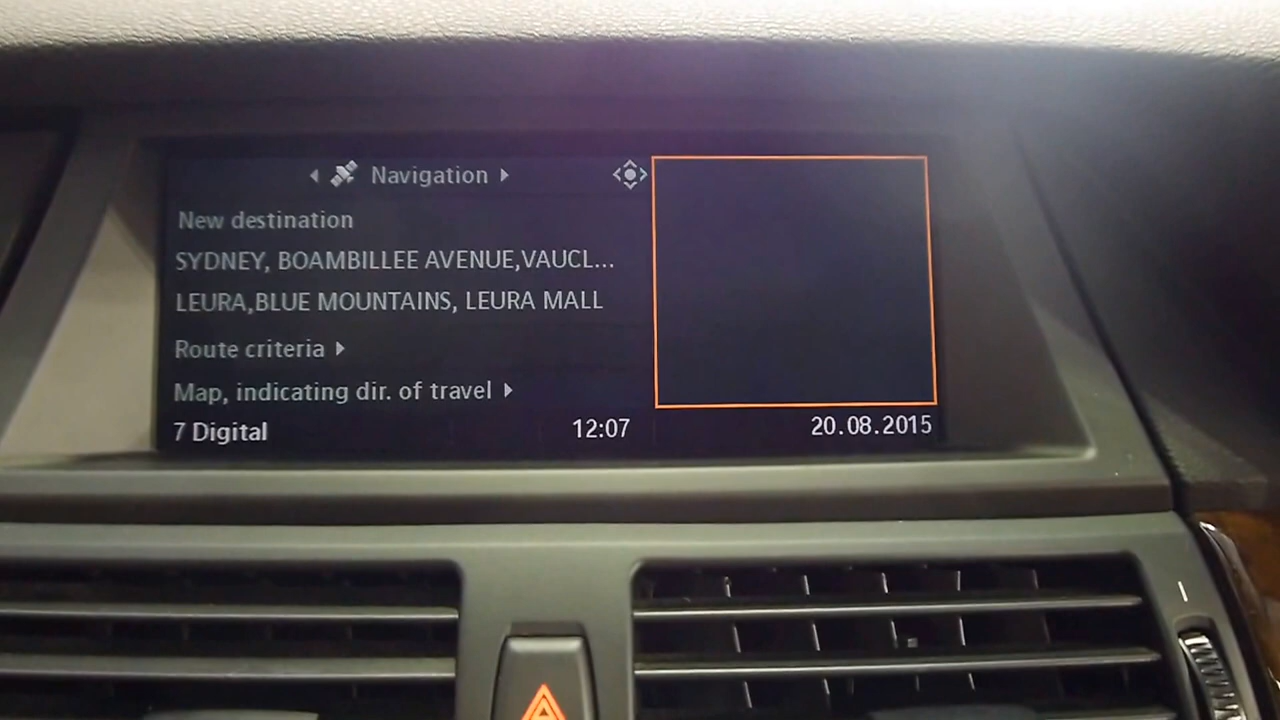 Navigation
New destination
SYDNEY, BOAMBILLEE AVENUE,VAUCL...
LEURA,BLUE MOUNTAINS, LEURA MALL
Route criteria
Map, indicating dir. of travel
7 Digital 12:07 20.08.2015